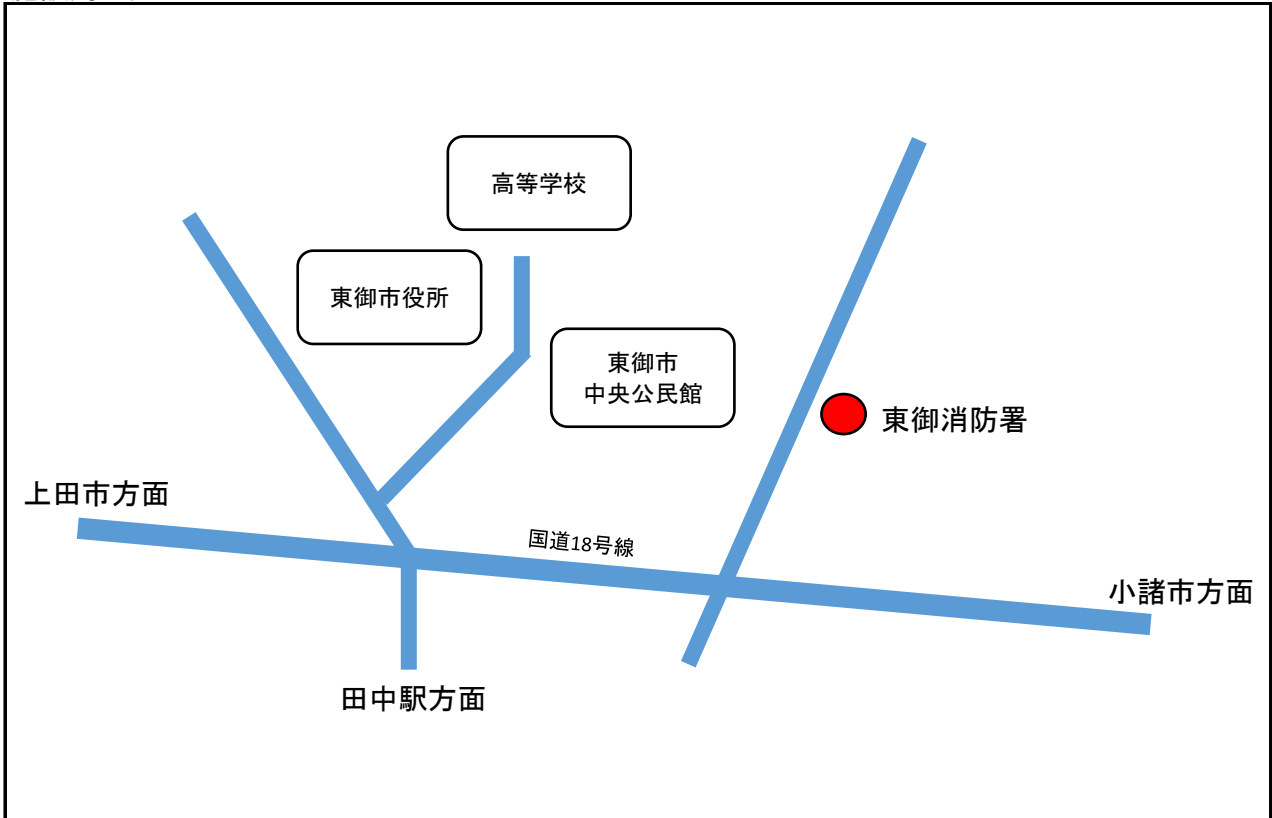 高等学校
東御市役所
東御市
中央公民館
東御消防署
上田市方面
国道18号線
小諸市方面
田中駅方面